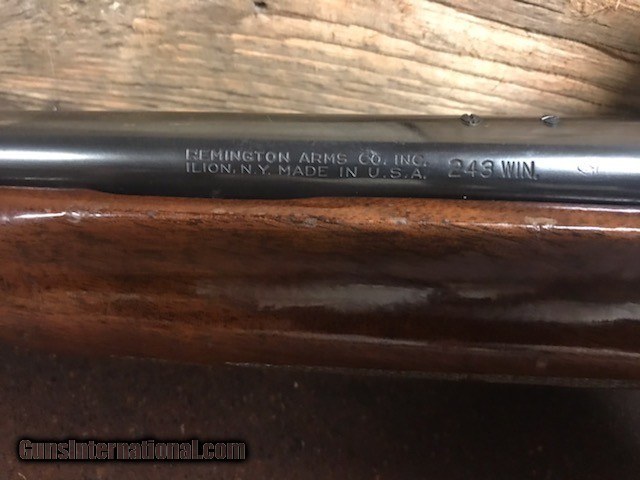 REMINGTON ARMS CO. INC.
ILION, N.Y. MADE IN U.S.A.
243 WIN.
GunsInternational.com